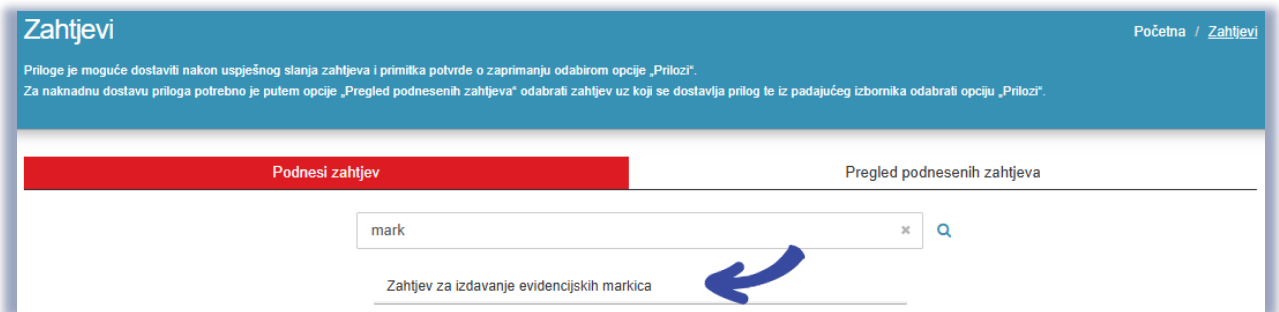 Zahtjevi
Početna / Zahtjevi
Priloge je moguće dostaviti nakon uspješnog slanja zahtjeva i primitka potvrde o zaprimanju odabirom opcije „Prilozi“.
Za naknadnu dostavu priloga potrebno je putem opcije „Pregled podnesenih zahtjeva“ odabrati zahtjev uz koji se dostavlja prilog te iz padajućeg izbornika odabrati opciju „Prilozi“.
Podnesi zahtjev
Pregled podnesenih zahtjeva
mark
Zahtjev za izdavanje evidencijskih markica